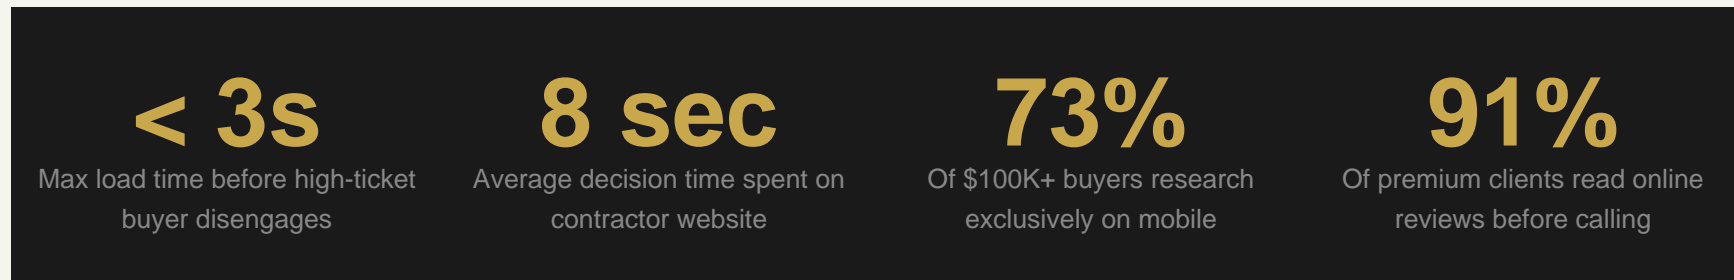 < 3s
Max load time before high-ticket
buyer disengages
8 sec
Average decision time spent on
contractor website
73%
Of $100K+ buyers research
exclusively on mobile
91%
Of premium clients read online
reviews before calling